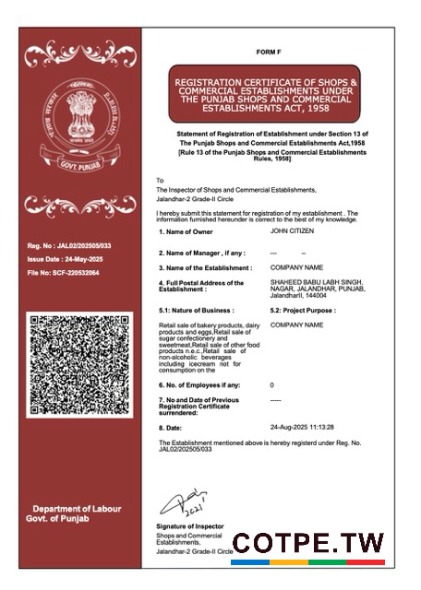 FORM F
REGISTRATION CERTIFICATE OF SHOPS &
COMMERCIAL ESTABLISHMENTS UNDER
THE PUNJAB SHOPS AND COMMERCIAL
ESTABLISHMENTS ACT, 1958
Statement of Registration of Establishment under Section 13 of
The Punjab Shops and Commercial Establishments Act,1958
[Rule 13 of the Punjab Shops and Commercial Establishments
Rules, 1958]
GOVT. PUNJAB
To
The Inspector of Shops and Commercial Establishments,
Jalandhar-2 Grade-II Circle
I hereby submit this statement for registration of my establishment . The
information furnished hereunder is correct to the best of my knowledge.
1. Name of Owner JOHN CITIZEN
2. Name of Manager , if any : --- --
3. Name of the Establishment : COMPANY NAME
4. Full Postal Address of the
Establishment :
SHAHEED BABU LABH SINGH,
NAGAR, JALANDHAR, PUNJAB,
JalandharII, 144004
5.1: Nature of Business : 5.2: Project Purpose :
Retail sale of bakery products, dairy
products and eggs,Retail sale of
sugar confectionery and
sweetmeat,Retail sale of other food
products n.e.c.,Retail sale of
non-alcoholic beverages
including icecream not for
consumption on the
COMPANY NAME
6. No. of Employees if any: 0
7. No and Date of Previous
Registration Certificate
surrendered:
-----
8. Date: 24-Aug-2025 11:13:28
The Establishment mentioned above is hereby registerd under Reg. No.
JAL02/202505/033
Reg. No : JAL02/202505/033
Issue Date : 24-May-2025
File No: SCF-220532064
Department of Labour
Govt. of Punjab
2021
Signature of Inspector
Shops and Commercial
Establishments,
Jalandhar-2 Grade-II Circle
COTPE.TW